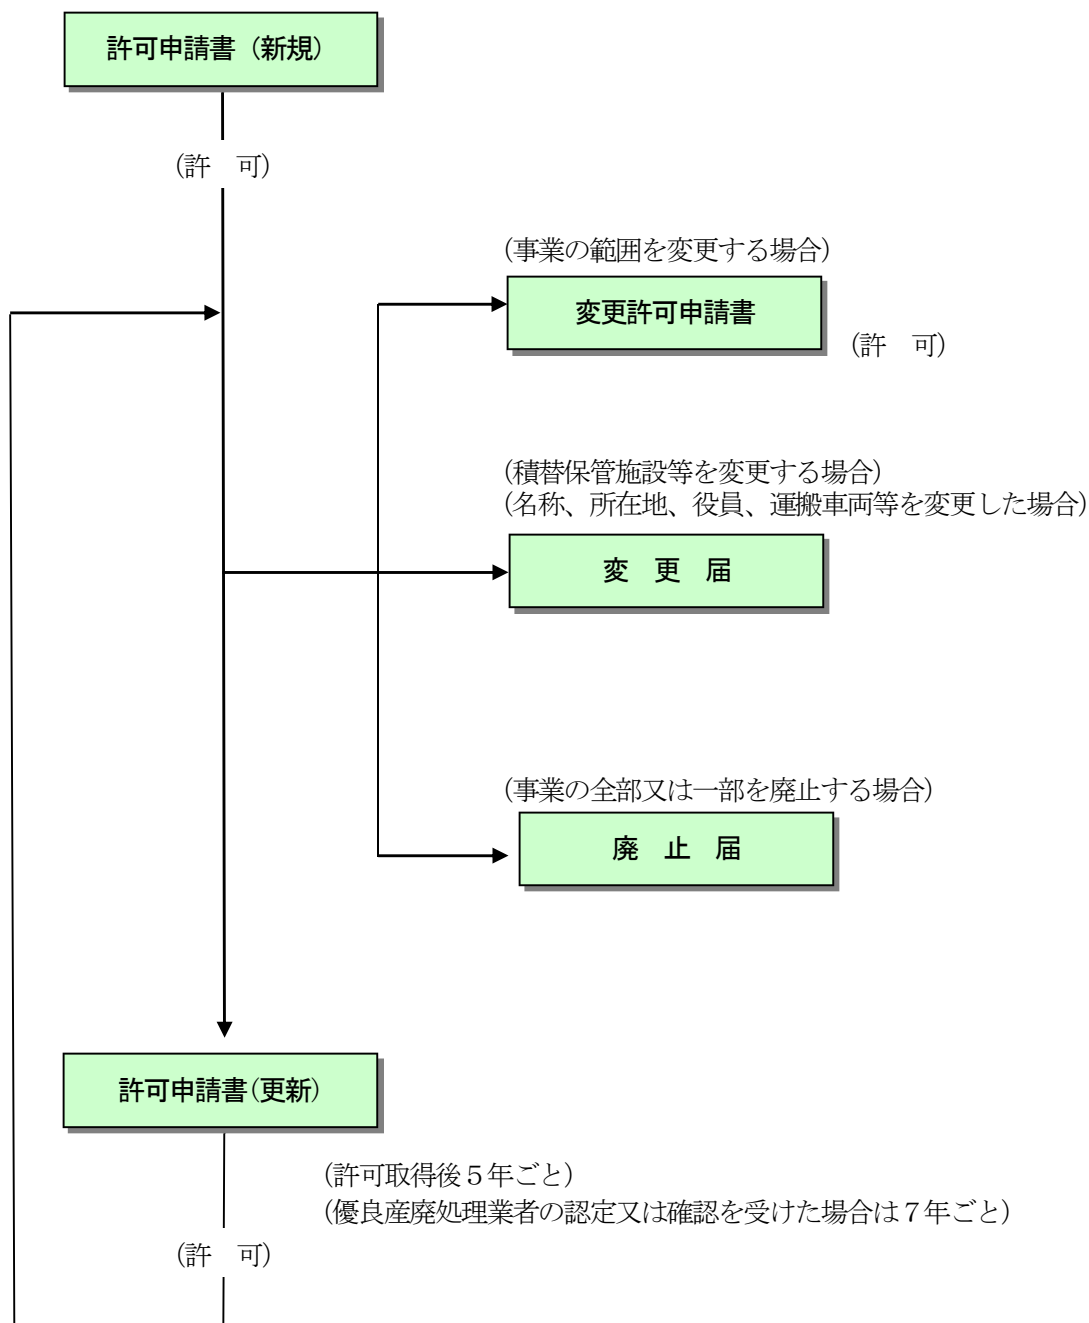 許可申請書（新規）
（許　可）
（事業の範囲を変更する場合）
変更許可申請書
（許　可）
（積替保管施設等を変更する場合）
（名称、所在地、役員、運搬車両等を変更した場合）
変　更　届
（事業の全部又は一部を廃止する場合）
廃　止　届
許可申請書（更新）
（許可取得後５年ごと）
（優良産廃処理業者の認定又は確認を受けた場合は７年ごと）
（許　可）